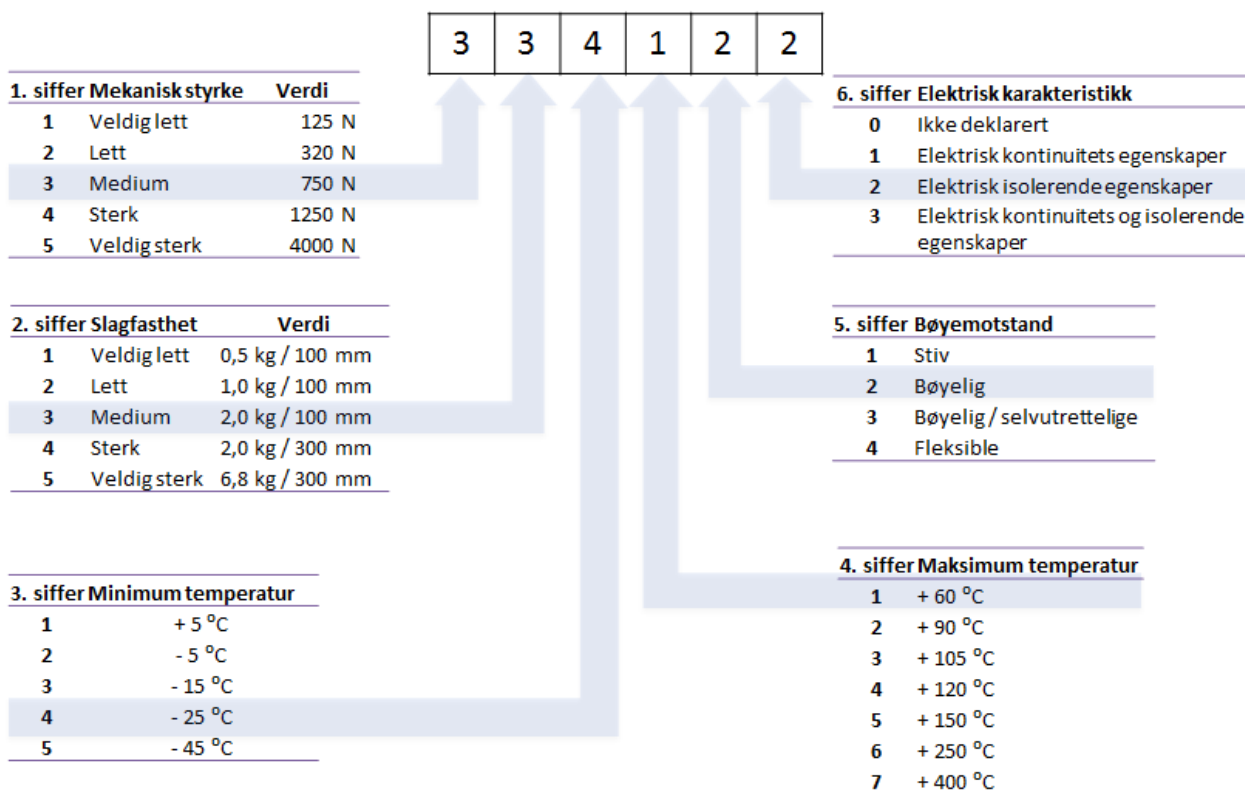 3 3 4 1 2 2
1. siffer Mekanisk styrke Verdi
1 Veldig lett 125 N
2 Lett 320 N
3 Medium 750 N
4 Sterk 1250 N
5 Veldig sterk 4000 N
2. siffer Slagfasthet Verdi
1 Veldig lett 0,5 kg / 100 mm
2 Lett 1,0 kg / 100 mm
3 Medium 2,0 kg / 100 mm
4 Sterk 2,0 kg / 300 mm
5 Veldig sterk 6,8 kg / 300 mm
3. siffer Minimum temperatur
1 + 5 °C
2 - 5 °C
3 - 15 °C
4 - 25 °C
5 - 45 °C
6. siffer Elektrisk karakteristikk
0 Ikke deklarert
1 Elektrisk kontinuitets egenskaper
2 Elektrisk isolerende egenskaper
3 Elektrisk kontinuitets og isolerende
egenskaper
5. siffer Bøyemotstand
1 Stiv
2 Bøyelig
3 Bøyelig / selvutrettelige
4 Fleksible
4. siffer Maksimum temperatur
1 + 60 °C
2 + 90 °C
3 + 105 °C
4 + 120 °C
5 + 150 °C
6 + 250 °C
7 + 400 °C